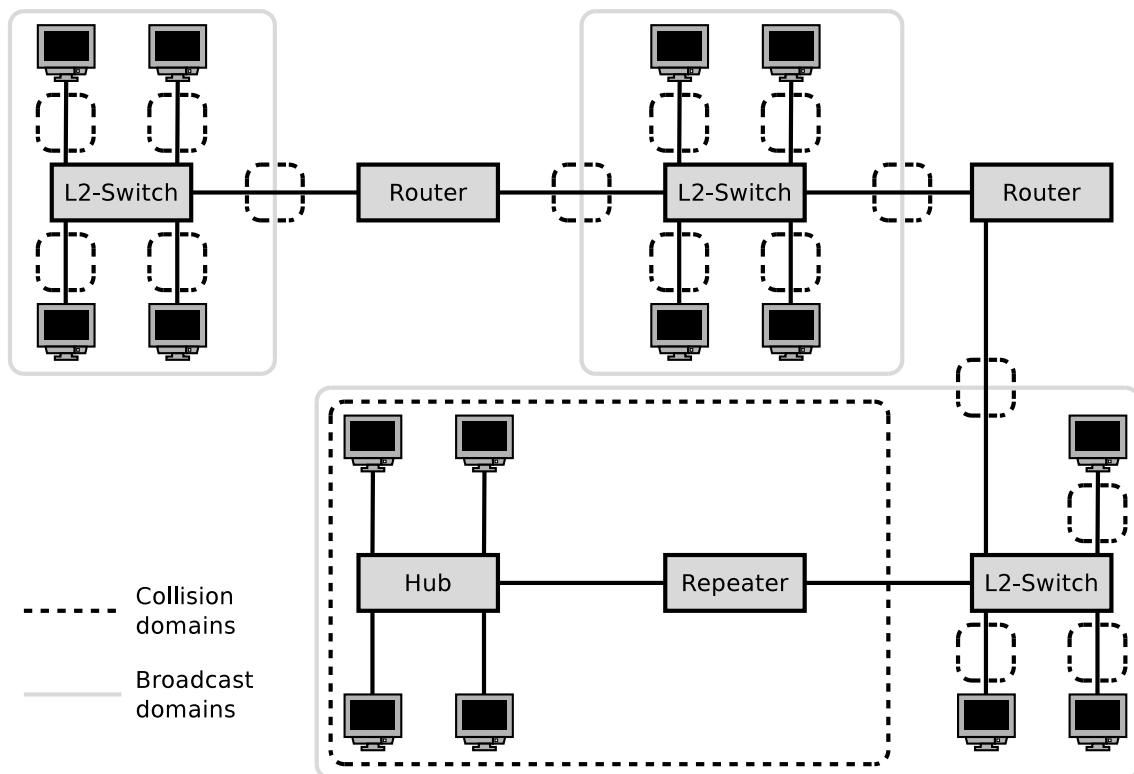 L2-Switch
Router
L2-Switch
Router
Hub
Repeater
L2-Switch
Collision
domains
Broadcast
domains